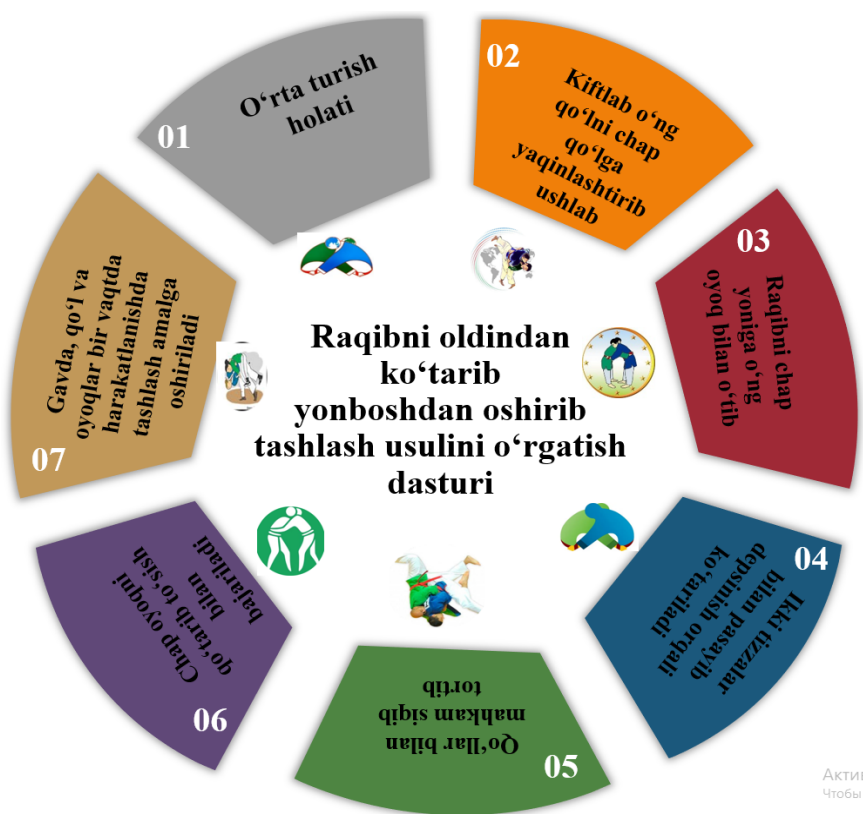 Raqibni oldindan
ko‘tarib
yonboshdan oshirib
tashlash usulini o‘rgatish
dasturi
01
O‘rta turish
holati
02
Kiftlab o‘ng
qo‘lni chap
qo‘lga
yaqinlashtirib
ushlab
03
Raqibni chap
yoniga o‘ng
oyoq bilan o‘tib
04
Ikki tizzalar
bilan pasayib
depsinish orqali
ko‘tariladi
05
Qo‘llar bilan
mahkam siqib
tortib
06
Chap oyoqni
qo‘tarib to‘sish
bilan
bajariladi
07
Gavda, qo‘l va
oyoqlar bir vaqtda
harakatlanishda
tashlash amalga
oshiriladi
Акти
Чтобы